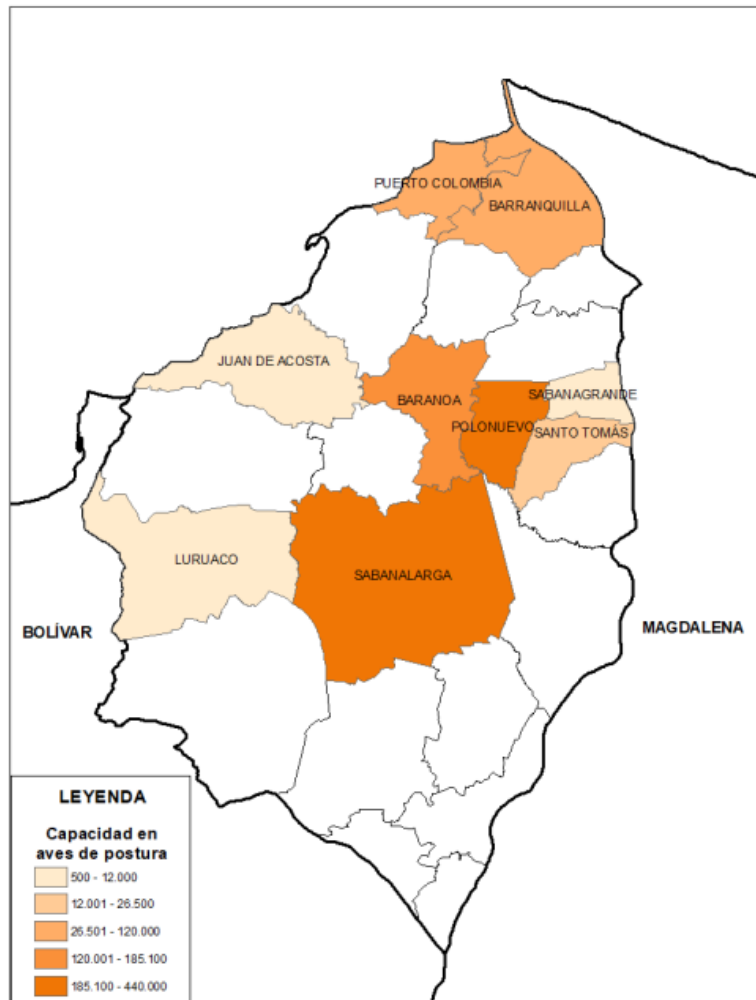 PUERTO COLOMBIA
BARRANQUILLA
JUAN DE ACOSTA
BARANOA
SABANAGRANDE
POLONUEVO
SANTO TOMÁS
LURUACO
SABANALARGA
BOLÍVAR
MAGDALENA
LEYENDA
Capacidad en
aves de postura
500 - 12.000
12.001 - 26.500
26.501 - 120.000
120.001 - 185.100
185.100 - 440.000